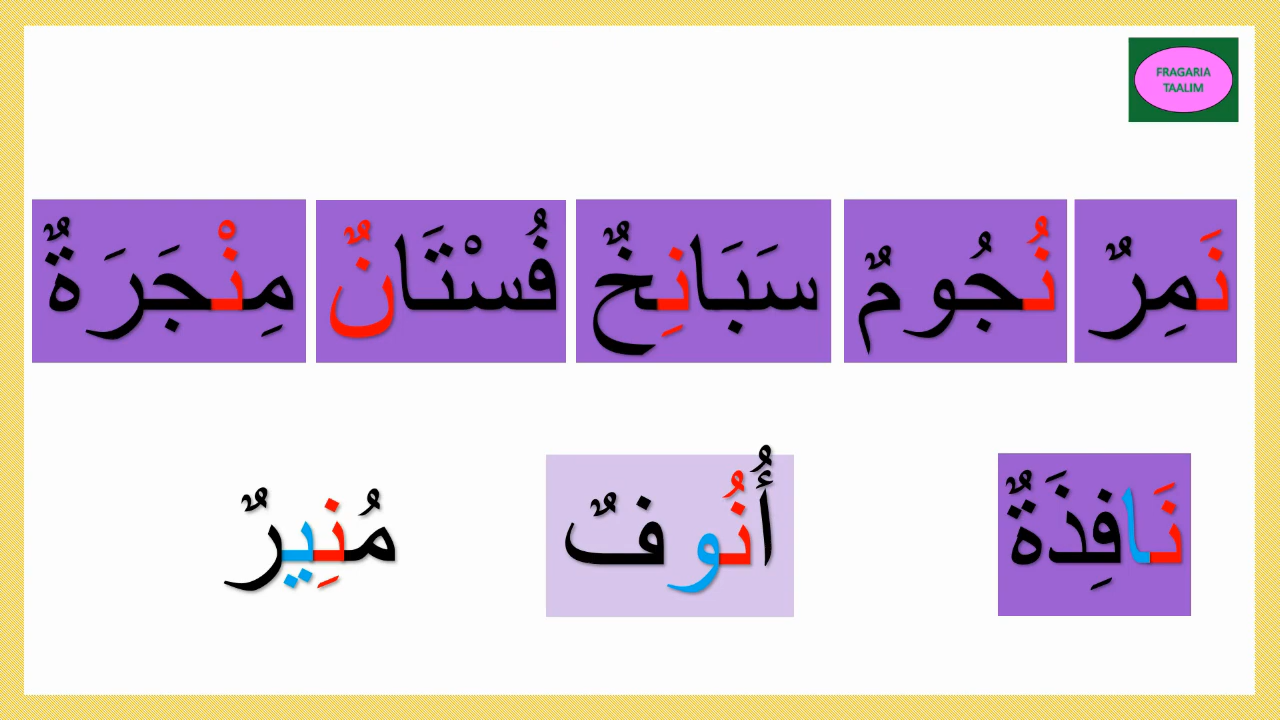 FRAGARIA
TAALIM
نَمِرٌ نُجُومٌ سَبَانِخٌ فُسْتَانٌ مِنْجَرَةٌ
نَافِذَةٌ أُنُوفٌ مُنِيرٌ